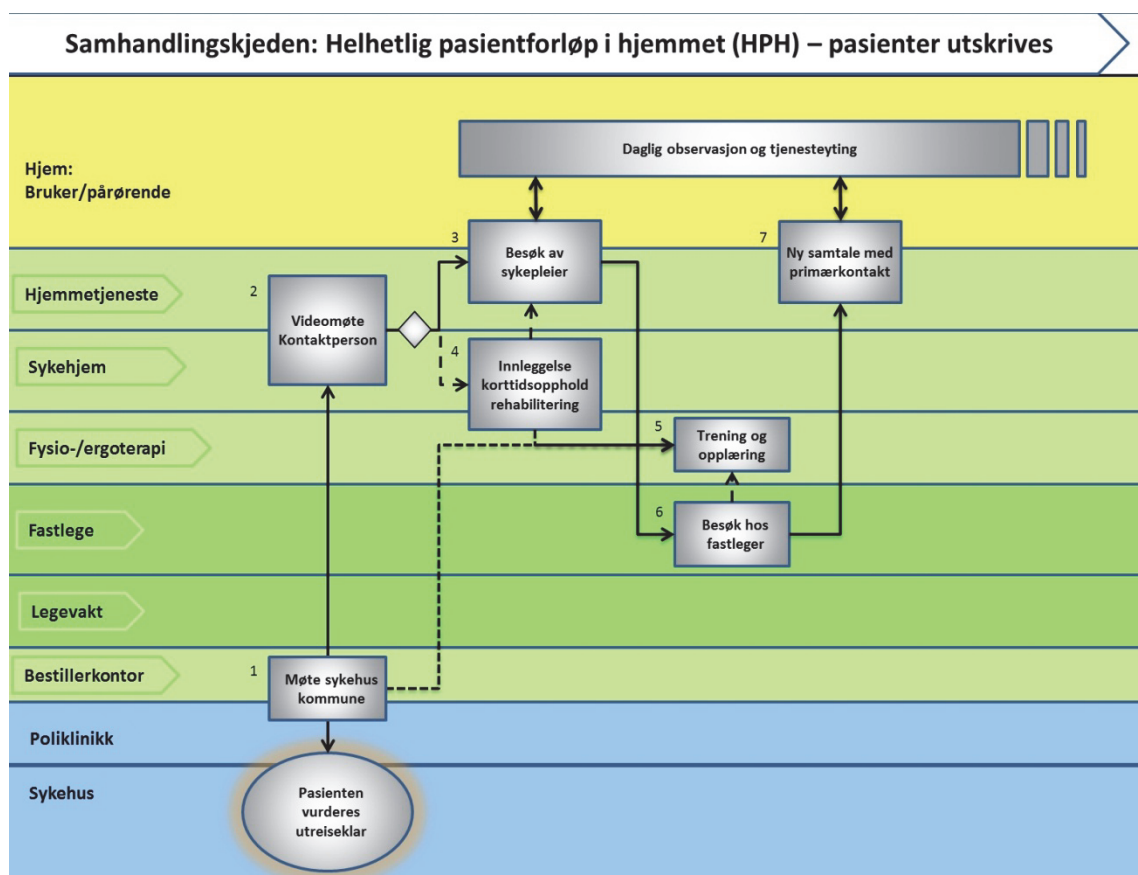 Samhandlingskjeden: Helhetlig pasientforløp i hjemmet (HPH) – pasienter utskrives
Daglig observasjon og tjenesteyting
Hjem:
Bruker/pårørende
3
Besøk av
sykepleier
7
Ny samtale med
primærkontakt
Hjemmetjeneste
2
Videomøte
Kontaktperson
Sykehjem
4
Innleggelse
korttidsopphold
rehabilitering
Fysio-/ergoterapi
5
Trening og
opplæring
Fastlege
6
Besøk hos
fastleger
Legevakt
Bestillerkontor
1
Møte sykehus
kommune
Poliklinikk
Sykehus
Pasienten
vurderes
utreiseklar